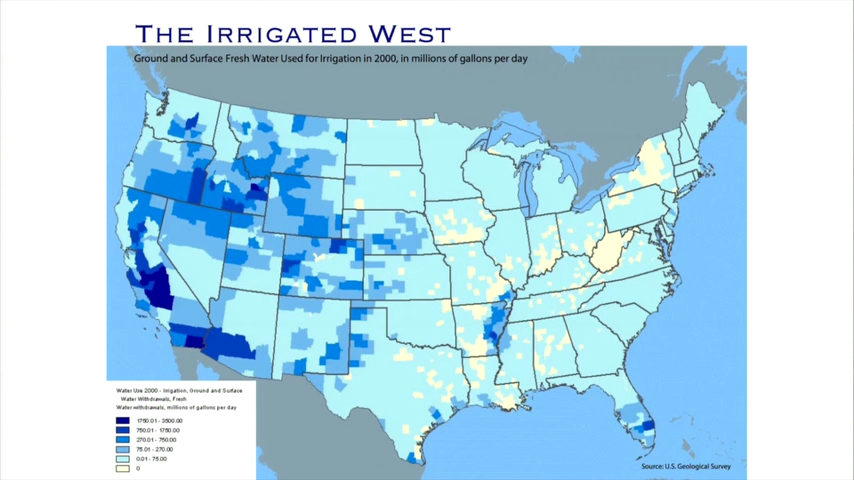 THE IRRIGATED WEST
Ground and Surface Fresh Water Used for Irrigation in 2000, in millions of gallons per day
Water Use 2000 - Irrigation, Ground and Surface
Water Withdrawals, Fresh
Water withdrawals, millions of gallons per day
1750.01 - 3500.00
750.01 - 1750.00
270.01 - 750.00
75.01 - 270.00
0.01 - 75.00
0
Source: U.S. Geological Survey